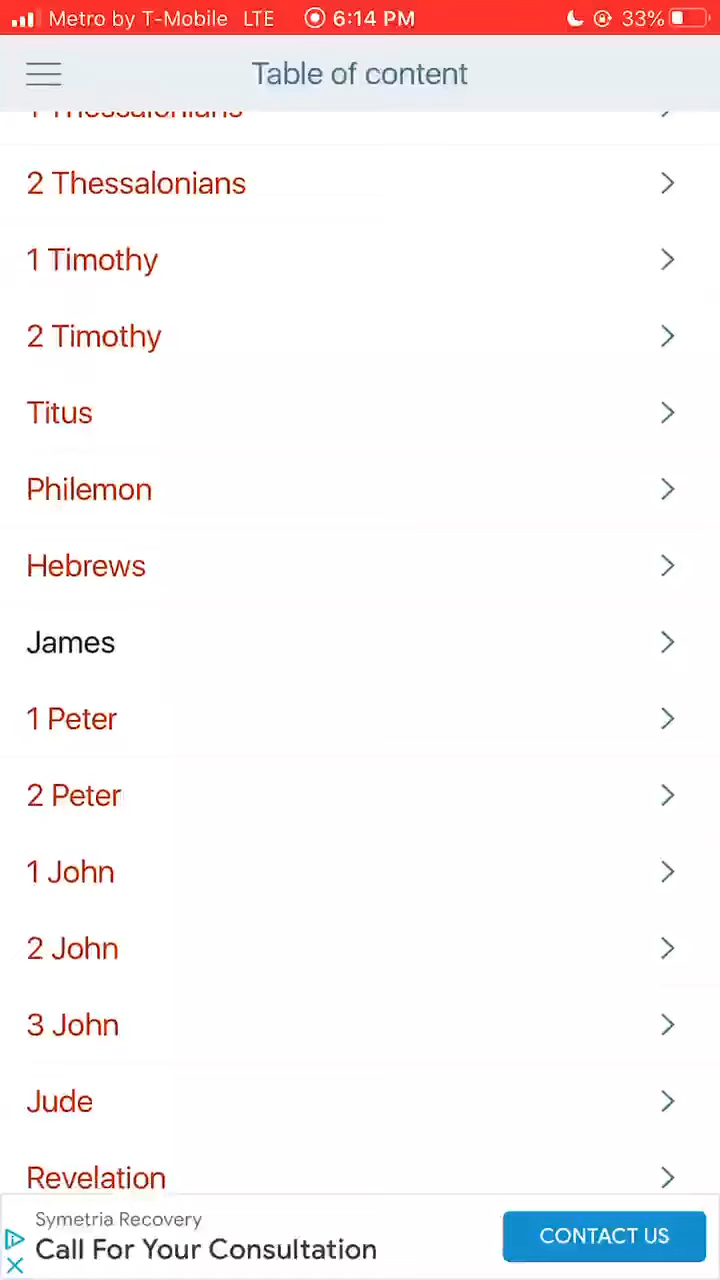 Metro by T-Mobile LTE 6:14 PM 33%
Table of content
1 Thessalonians
2 Thessalonians
1 Timothy
2 Timothy
Titus
Philemon
Hebrews
James
1 Peter
2 Peter
1 John
2 John
3 John
Jude
Revelation
Symetria Recovery
Call For Your Consultation
CONTACT US